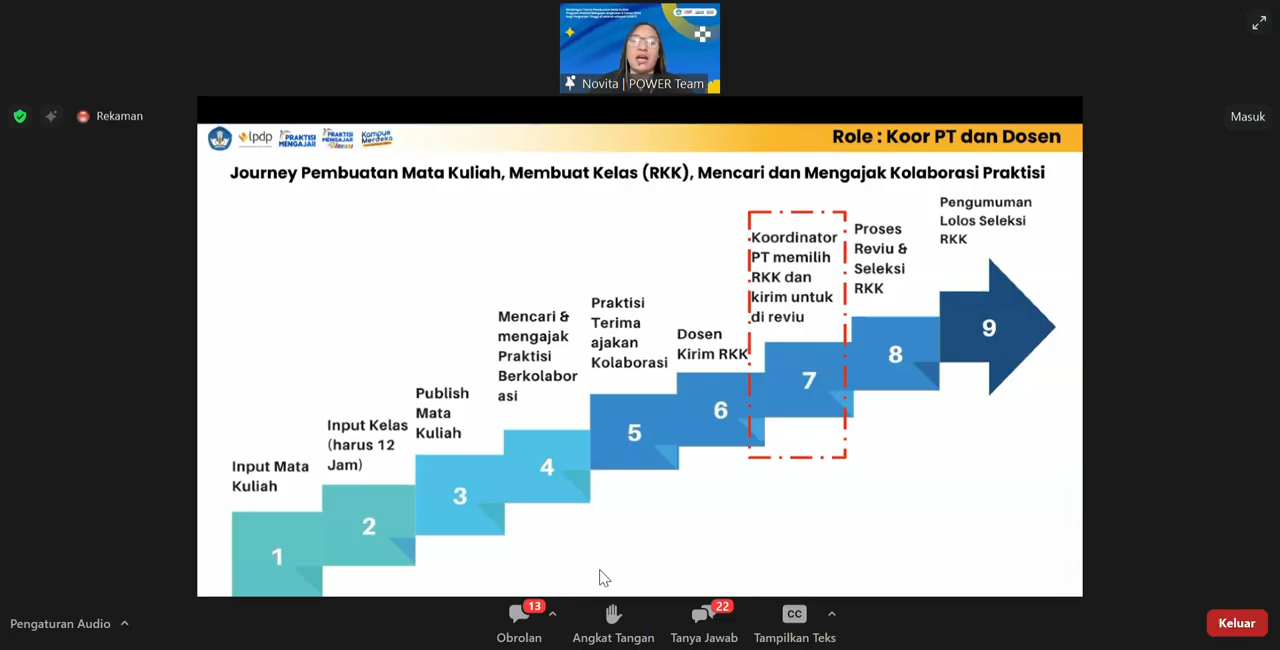 Novita | POWER Team
Rekaman
Masuk
lpdp
PRAKTISI
MENGAJAR
PRAKTISI
MENGAJAR
Kampus
Merdeka
Role : Koor PT dan Dosen
Journey Pembuatan Mata Kuliah, Membuat Kelas (RKK), Mencari dan Mengajak Kolaborasi Praktisi
Input Mata
Kuliah
1
Input Kelas
(harus 12
Jam)
2
Publish
Mata
Kuliah
3
Mencari &
mengajak
Praktisi
Berkolabor
asi
4
Praktisi
Terima
ajakan
Kolaborasi
5
Dosen
Kirim RKK
6
Koordinator
PT memilih
RKK dan
kirim untuk
di reviu
7
Proses
Reviu &
Seleksi
RKK
8
Pengumuman
Lolos Seleksi
RKK
9
Pengaturan Audio
13
Obrolan
Angkat Tangan
22
Tanya Jawab
CC
Tampilkan Teks
Keluar